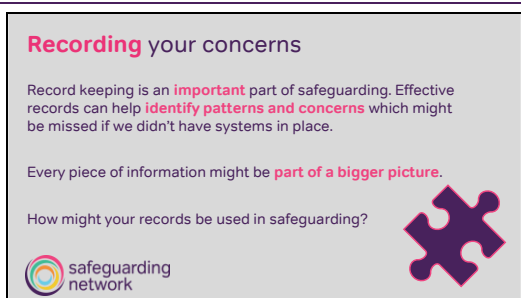 Recording your concerns
Record keeping is an important part of safeguarding. Effective
records can help identify patterns and concerns which might
be missed if we didn't have systems in place.
Every piece of information might be part of a bigger picture.
How might your records be used in safeguarding?
safeguarding
network